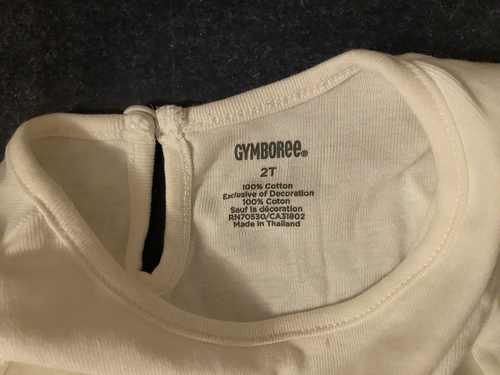 GYMBOREE®
2T
100% Cotton
Exclusive of Decoration
100% Coton
Sauf la décoration
RN70530/CA31802
Made in Thailand